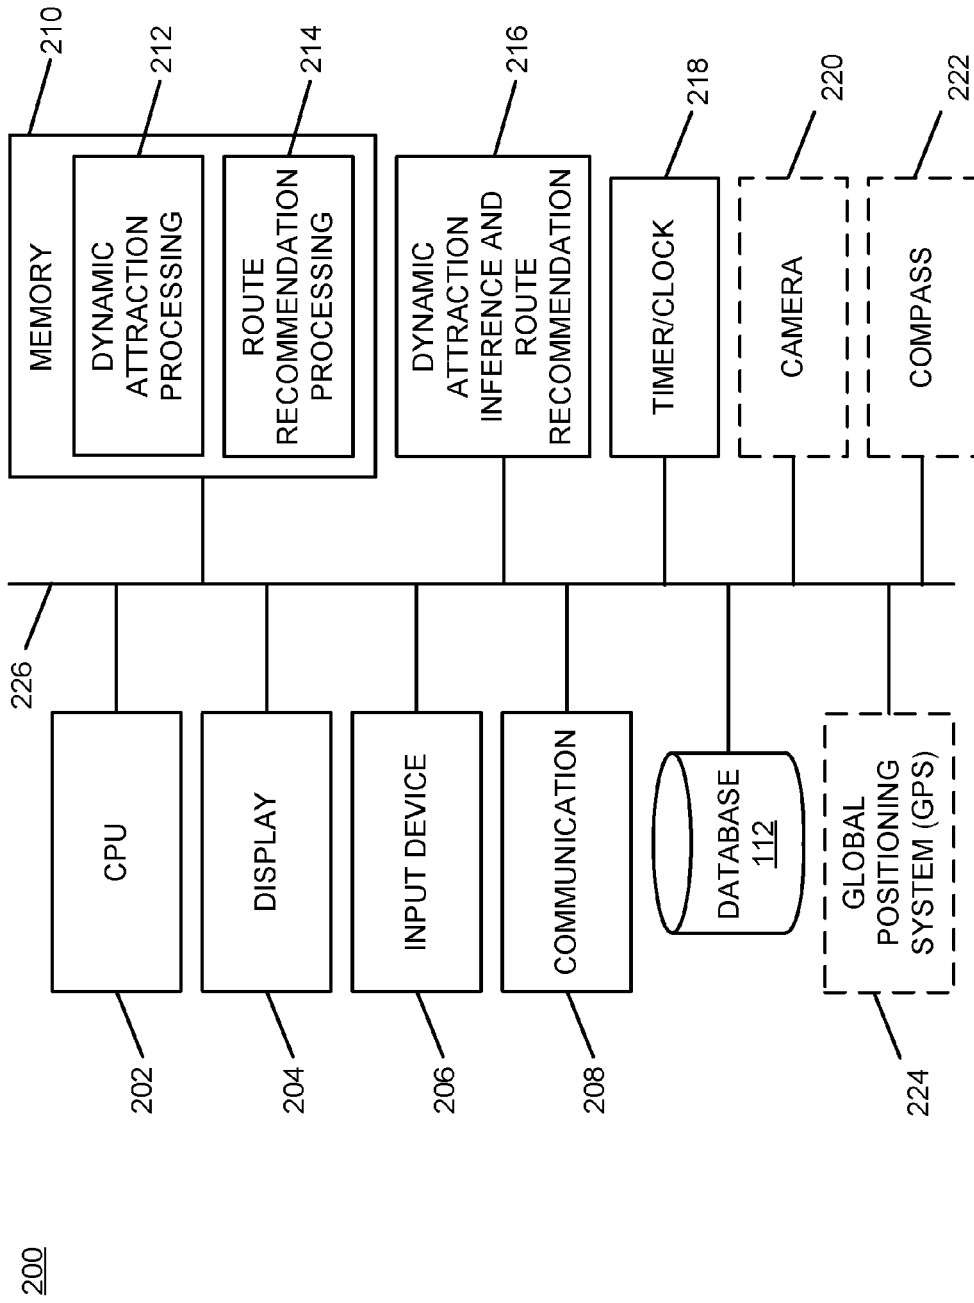 200
202
CPU
204
DISPLAY
206
INPUT DEVICE
208
COMMUNICATION
DATABASE
112
224
GLOBAL
POSITIONING
SYSTEM (GPS)
226
210
MEMORY
212
DYNAMIC
ATTRACTION
PROCESSING
214
ROUTE
RECOMMENDATION
PROCESSING
216
DYNAMIC
ATTRACTION
INFERENCE AND
ROUTE
RECOMMENDATION
218
TIMER/CLOCK
220
CAMERA
222
COMPASS